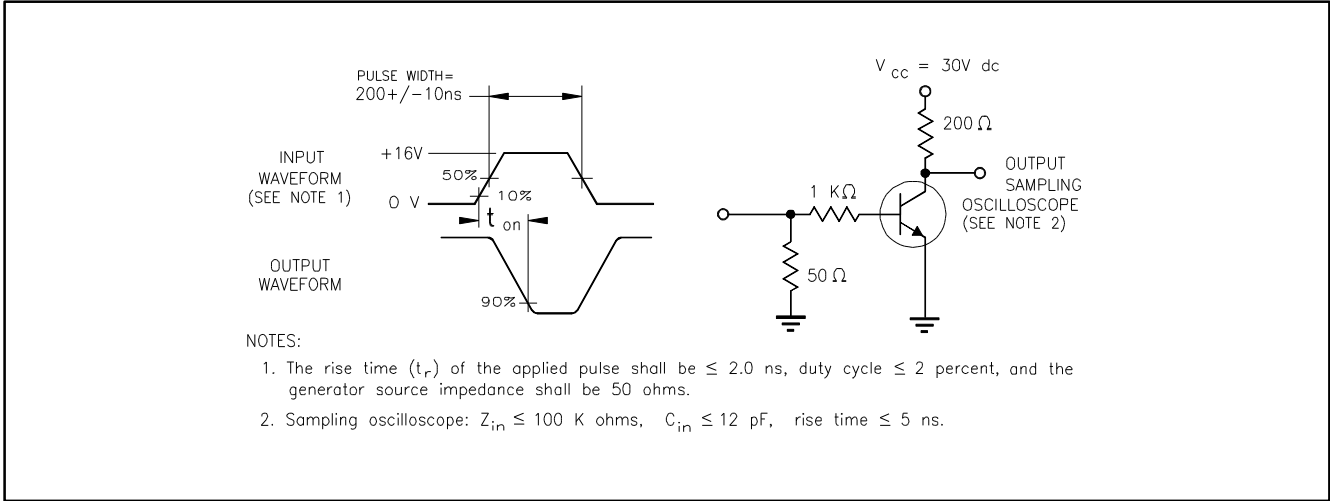 PULSE WIDTH=
200+/-10ns
INPUT
WAVEFORM
(SEE NOTE 1)
+16V
50%
10%
0 V
t on
OUTPUT
WAVEFORM
90%
V CC = 30V dc
200 Ω
OUTPUT
SAMPLING
OSCILLOSCOPE
(SEE NOTE 2)
1 KΩ
50 Ω
NOTES:
1. The rise time (tr) of the applied pulse shall be ≤ 2.0 ns, duty cycle ≤ 2 percent, and the
generator source impedance shall be 50 ohms.
2. Sampling oscilloscope: Zin ≤ 100 K ohms, Cin ≤ 12 pF, rise time ≤ 5 ns.